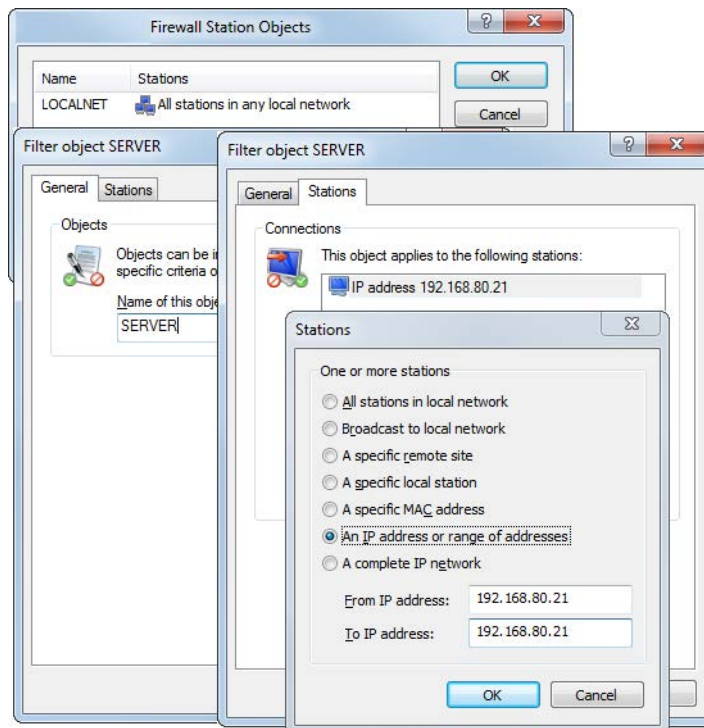 Firewall Station Objects
Name Stations
LOCALNET All stations in any local network
OK
Cancel
Filter object SERVER
General Stations
Objects
Objects can be
specific criteria
Name of this
SERVER
Filter object SERVER
General Stations
Connections
This object applies to the following stations:
IP address 192.168.80.21
Stations
One or more stations
All stations in local network
Broadcast to local network
A specific remote site
A specific local station
A specific MAC address
An IP address or range of addresses
A complete IP network
From IP address: 192.168.80.21
To IP address: 192.168.80.21
OK Cancel